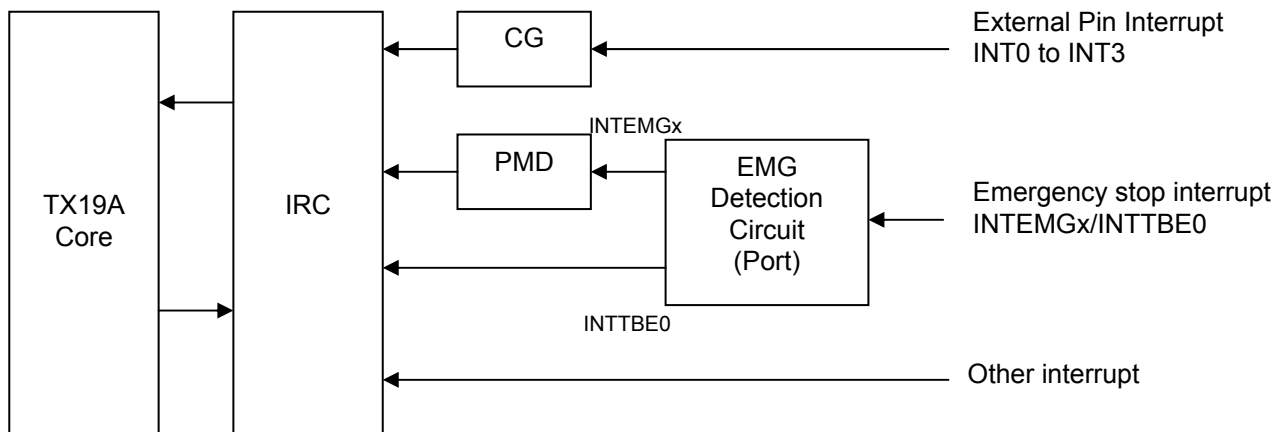 External Pin Interrupt
INT0 to INT3
CG
INTEMGx
PMD
EMG
Detection
Circuit
(Port)
TX19A
Core
IRC
Emergency stop interrupt
INTEMGx/INTTBE0
INTTBE0
Other interrupt